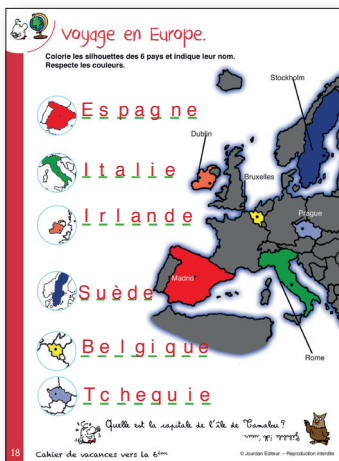 Voyage en Europe.
Colorie les silhouettes des 6 pays et indique leur nom.
Respecte les couleurs.
Stockholm
Espagne
Dublin
Italie
Bruxelles
Irlande
Prague
Madrid
Suède
Belgique
Rome
Tchequie
Quelle est la capitale de l'île de Tamalou ?
18
Cahier de vacances vers la 6ème
© Jourdan Editeur. – Reproduction interdite